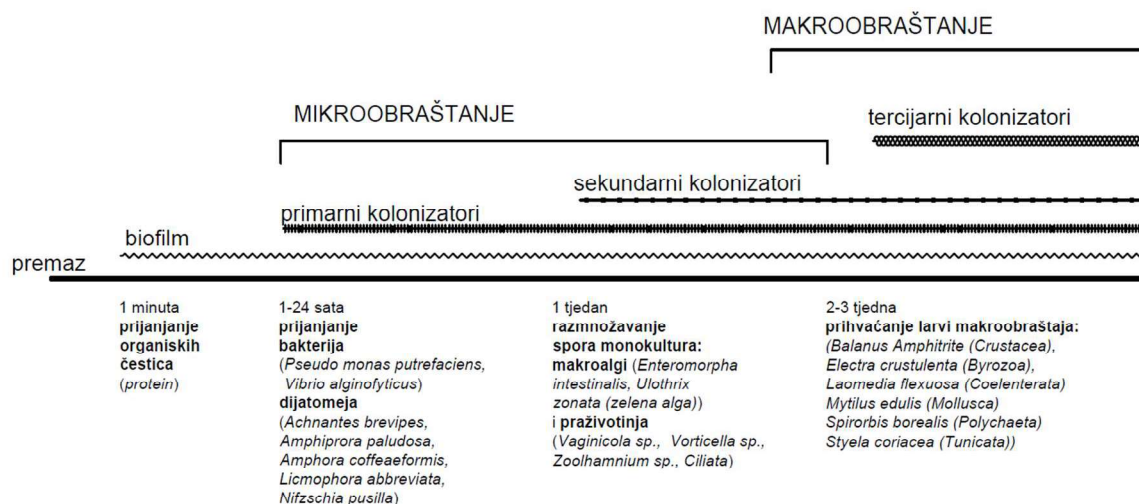 MAKROOBRAŠTANJE
MIKROOBRAŠTANJE
tercijarni kolonizatori
sekundarni kolonizatori
primarni kolonizatori
biofilm
premaz
1 minuta
prijanjanje
organiskih
čestica
(protein)
1-24 sata
prijanjanje
bakterija
(Pseudo monas putrefaciens,
Vibrio alginofyticus)
dijatomeja
(Achnantes brevipes,
Amphiprora paludosa,
Amphora coffeaeformis,
Licmophora abbreviata,
Nifzschia pusilla)
1 tjedan
razmnožavanje
spora monokultura:
makroalgi (Enteromorpha
intestinalis, Ulothrix
zonata (zelena alga))
i praživotinja
(Vaginicola sp., Vorticella sp.,
Zoolhamnium sp., Ciliata)
2-3 tjedna
prihvaćanje larvi makroobraštaja:
(Balanus Amphitrite (Crustacea),
Electra crustulenta (Byrozoa),
Laomedia flexuosa (Coelenterata)
Mytilus edulis (Mollusca)
Spirorbis borealis (Polychaeta)
Styela coriacea (Tunicata))